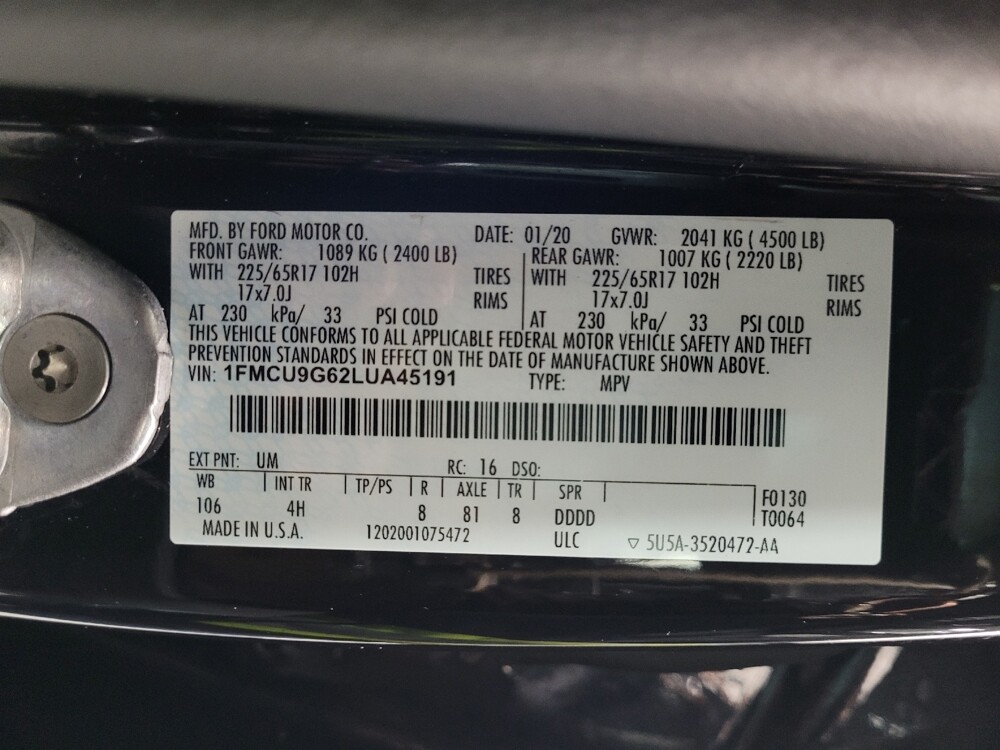 MFD. BY FORD MOTOR CO. DATE: 01/20 GVWR: 2041 KG ( 4500 LB)
FRONT GAWR: 1089 KG ( 2400 LB) REAR GAWR: 1007 KG ( 2220 LB)
WITH 225/65R17 102H TIRES WITH 225/65R17 102H TIRES
17x7.0J RIMS 17x7.0J RIMS
AT 230 kPa/ 33 PSI COLD AT 230 kPa/ 33 PSI COLD
THIS VEHICLE CONFORMS TO ALL APPLICABLE FEDERAL MOTOR VEHICLE SAFETY AND THEFT
PREVENTION STANDARDS IN EFFECT ON THE DATE OF MANUFACTURE SHOWN ABOVE.
VIN: 1FMCU9G62LUA45191 TYPE: MPV
EXT PNT: UM RC: 16 DSO:
WB INT TR TP/PS R AXLE TR SPR F0130
106 4H 8 81 8 DDDD T0064
MADE IN U.S.A. 1202001075472 ULC ▽ 5U5A-3520472-AA